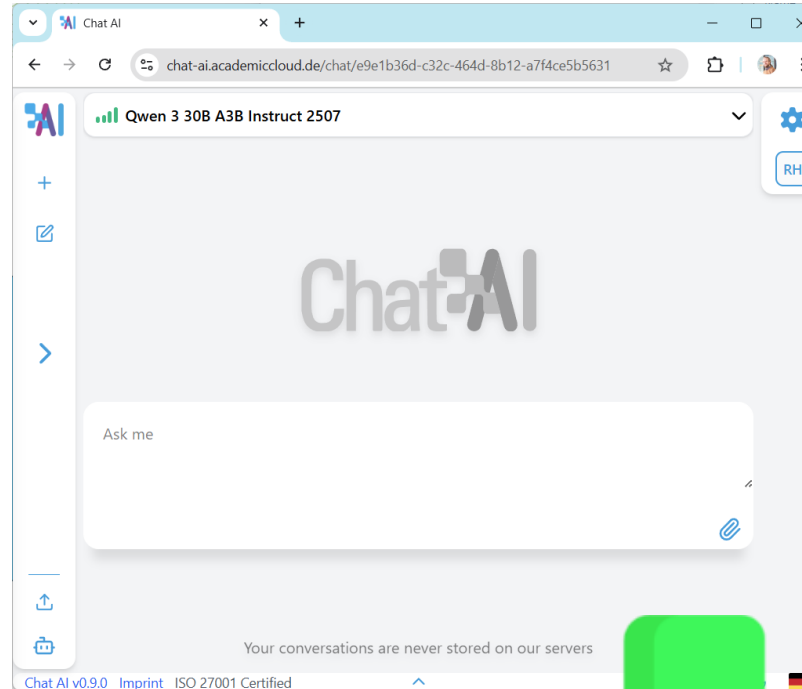 Chat AI
chat-ai.academiccloud.de/chat/e9e1b36d-c32c-464d-8b12-a7f4ce5b5631
AI
Qwen 3 30B A3B Instruct 2507
RH
Chat AI
Ask me
Your conversations are never stored on our servers
Chat AI v0.9.0 Imprint ISO 27001 Certified